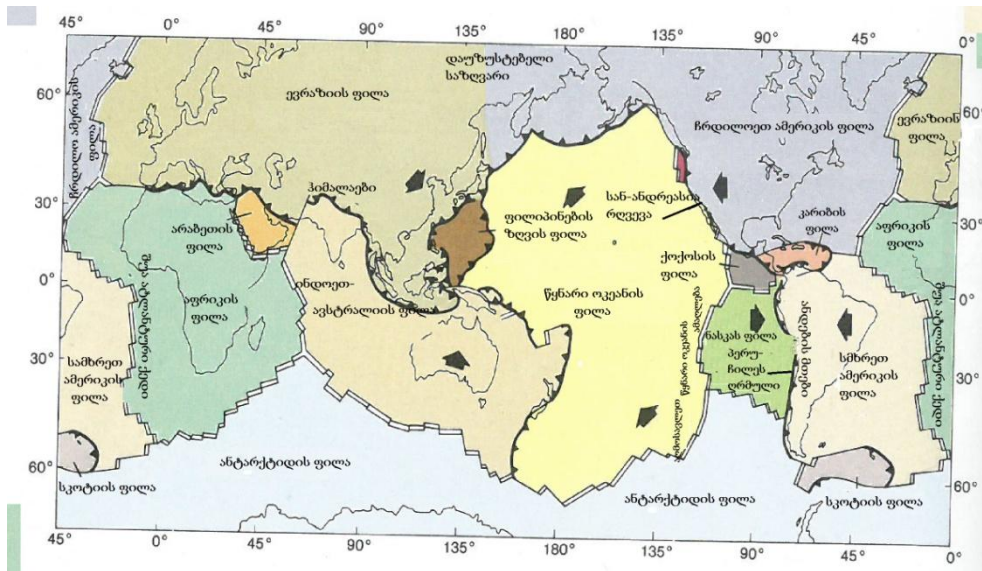 45° 0° 45° 90° 135° 180° 135° 90° 45° 0°
დაუზუსტებელი
საზღვარი
60°
60°
ევრაზიის ფილა
ჩრდილო ამერიკის
ფილა
ჩრდილოეთ ამერიკის ფილა
ევრაზიის
ფილა
ჰიმალაები
სან-ანდრეასის
რღვევა
30°
30°
არაბეთის
ფილა
ფილიპინების
ზღვის ფილა
კარიბის
ფილა
აფრიკის
ფილა
ქოქოსის
ფილა
0°
0°
აფრიკის
ფილა
ინდოეთ-
ავსტრალიის ფილა
წყნარი ოკეანის
ფილა
წყნარი ოკეანის
ამაღლება
ნასკას ფილა
პერუ-
ჩილეს
ღრმული
ანდების მთები
სმხრეთ
ამერიკის
ფილა
30°
30°
სამხრეთ
ამერიკის
ფილა
60°
60°
სკოტიის ფილა
ანტარქტიდის ფილა
ანტარქტიდის ფილა
სკოტიის ფილა
45° 0° 45° 90° 135° 180° 135° 90° 45° 0°